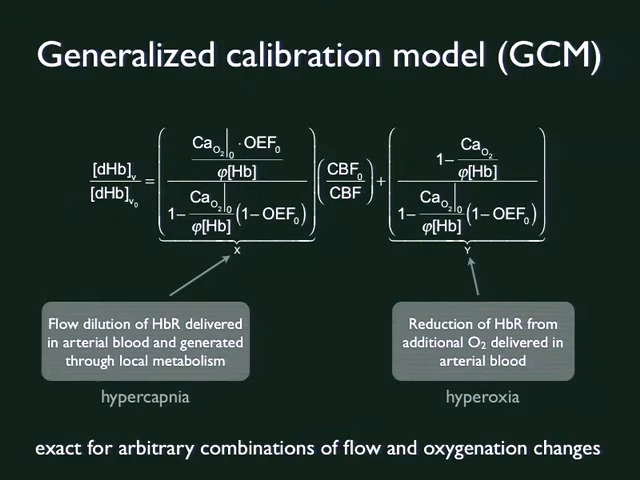 Generalized calibration model (GCM)
[dHb]v / [dHb]v0 = ( (CaO2|0 · OEF0 / φ[Hb]) / (1– CaO2|0 / φ[Hb] (1–OEF0)) ) (CBF0 / CBF) + ( (1– CaO2 / φ[Hb]) / (1– CaO2|0 / φ[Hb] (1–OEF0)) )
X Y
Flow dilution of HbR delivered
in arterial blood and generated
through local metabolism
hypercapnia
Reduction of HbR from
additional O2 delivered in
arterial blood
hyperoxia
exact for arbitrary combinations of flow and oxygenation changes